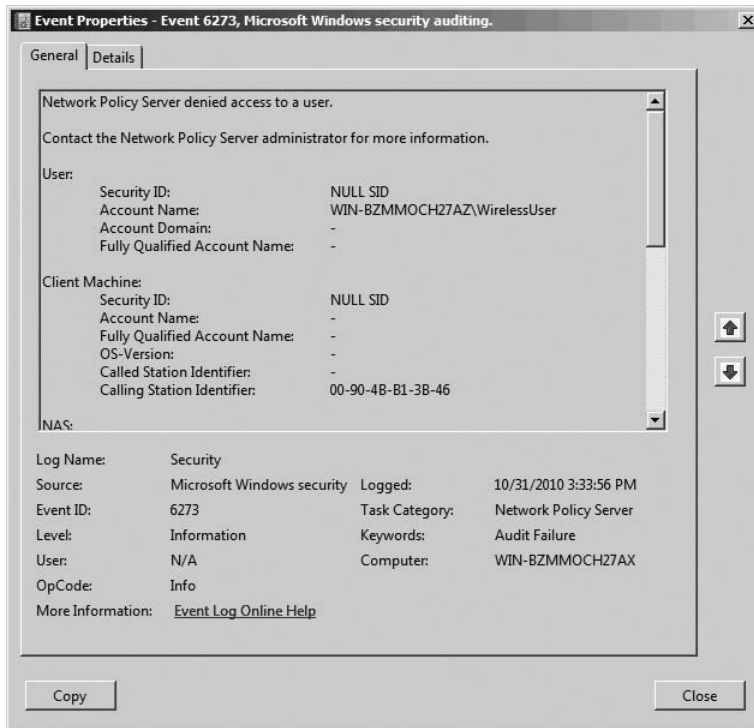 Event Properties - Event 6273, Microsoft Windows security auditing.
General Details
Network Policy Server denied access to a user.
Contact the Network Policy Server administrator for more information.
User:
Security ID: NULL SID
Account Name: WIN-BZMMOCH27AZ\WirelessUser
Account Domain: -
Fully Qualified Account Name: -
Client Machine:
Security ID: NULL SID
Account Name: -
Fully Qualified Account Name: -
OS-Version: -
Called Station Identifier: -
Calling Station Identifier: 00-90-4B-B1-3B-46
NAS:
Log Name: Security
Source: Microsoft Windows security Logged: 10/31/2010 3:33:56 PM
Event ID: 6273 Task Category: Network Policy Server
Level: Information Keywords: Audit Failure
User: N/A Computer: WIN-BZMMOCH27AX
OpCode: Info
More Information: Event Log Online Help
Copy Close